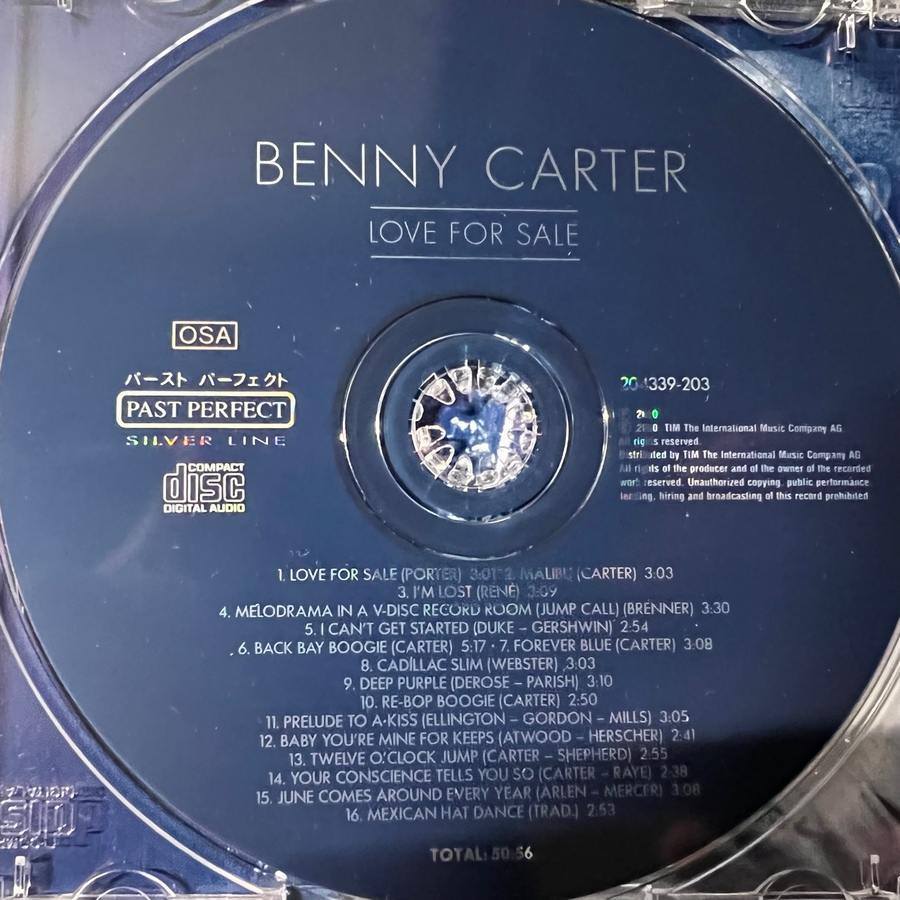 BENNY CARTER
LOVE FOR SALE
OSA
パースト パーフェクト
PAST PERFECT
SILVER LINE
COMPACT
disc
DIGITAL AUDIO
339-203
TIM The International Music Company AG
All rights reserved.
Distributed by TIM The International Music Company AG
All rights of the producer and of the owner of the recorded
work reserved. Unauthorized copying, public performance,
lending, hiring and broadcasting of this record prohibited
1. LOVE FOR SALE (PORTER) 3:01 · 2. MALIBU (CARTER) 3:03
3. I'M LOST (RENÉ) 3:09
4. MELODRAMA IN A V-DISC RECORD ROOM (JUMP CALL) (BRENNER) 3:30
5. I CAN'T GET STARTED (DUKE – GERSHWIN) 2:54
6. BACK BAY BOOGIE (CARTER) 5:17 · 7. FOREVER BLUE (CARTER) 3:08
8. CADILLAC SLIM (WEBSTER) 3:03
9. DEEP PURPLE (DEROSE – PARISH) 3:10
10. RE-BOP BOOGIE (CARTER) 2:50
11. PRELUDE TO A KISS (ELLINGTON – GORDON – MILLS) 3:05
12. BABY YOU'RE MINE FOR KEEPS (ATWOOD – HERSCHER) 2:41
13. TWELVE O'CLOCK JUMP (CARTER – SHEPHERD) 2:55
14. YOUR CONSCIENCE TELLS YOU SO (CARTER – RAYE) 2:38
15. JUNE COMES AROUND EVERY YEAR (ARLEN – MERCER) 3:08
16. MEXICAN HAT DANCE (TRAD.) 2:53
TOTAL: 50:56